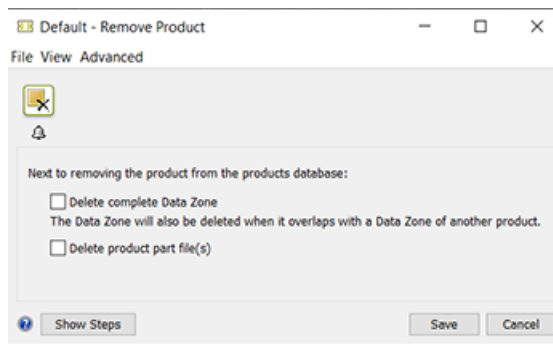 Default - Remove Product
File View Advanced
Next to removing the product from the products database:
Delete complete Data Zone
The Data Zone will also be deleted when it overlaps with a Data Zone of another product.
Delete product part file(s)
Show Steps Save Cancel